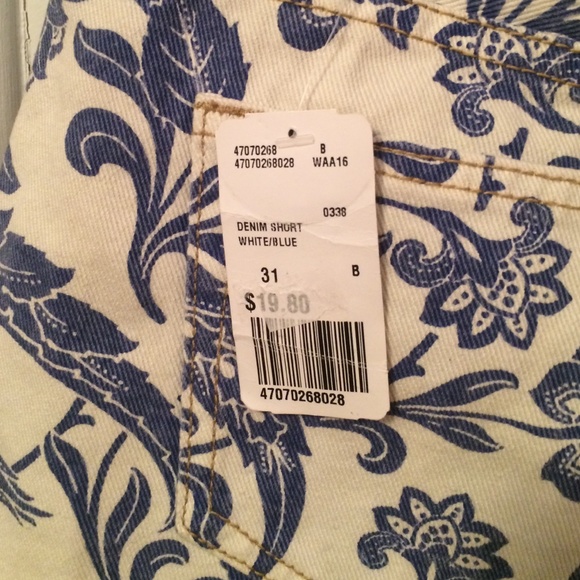 47070268 B
47070268028 WAA16
0338
DENIM SHORT
WHITE/BLUE
31 B
$19.80
47070268028